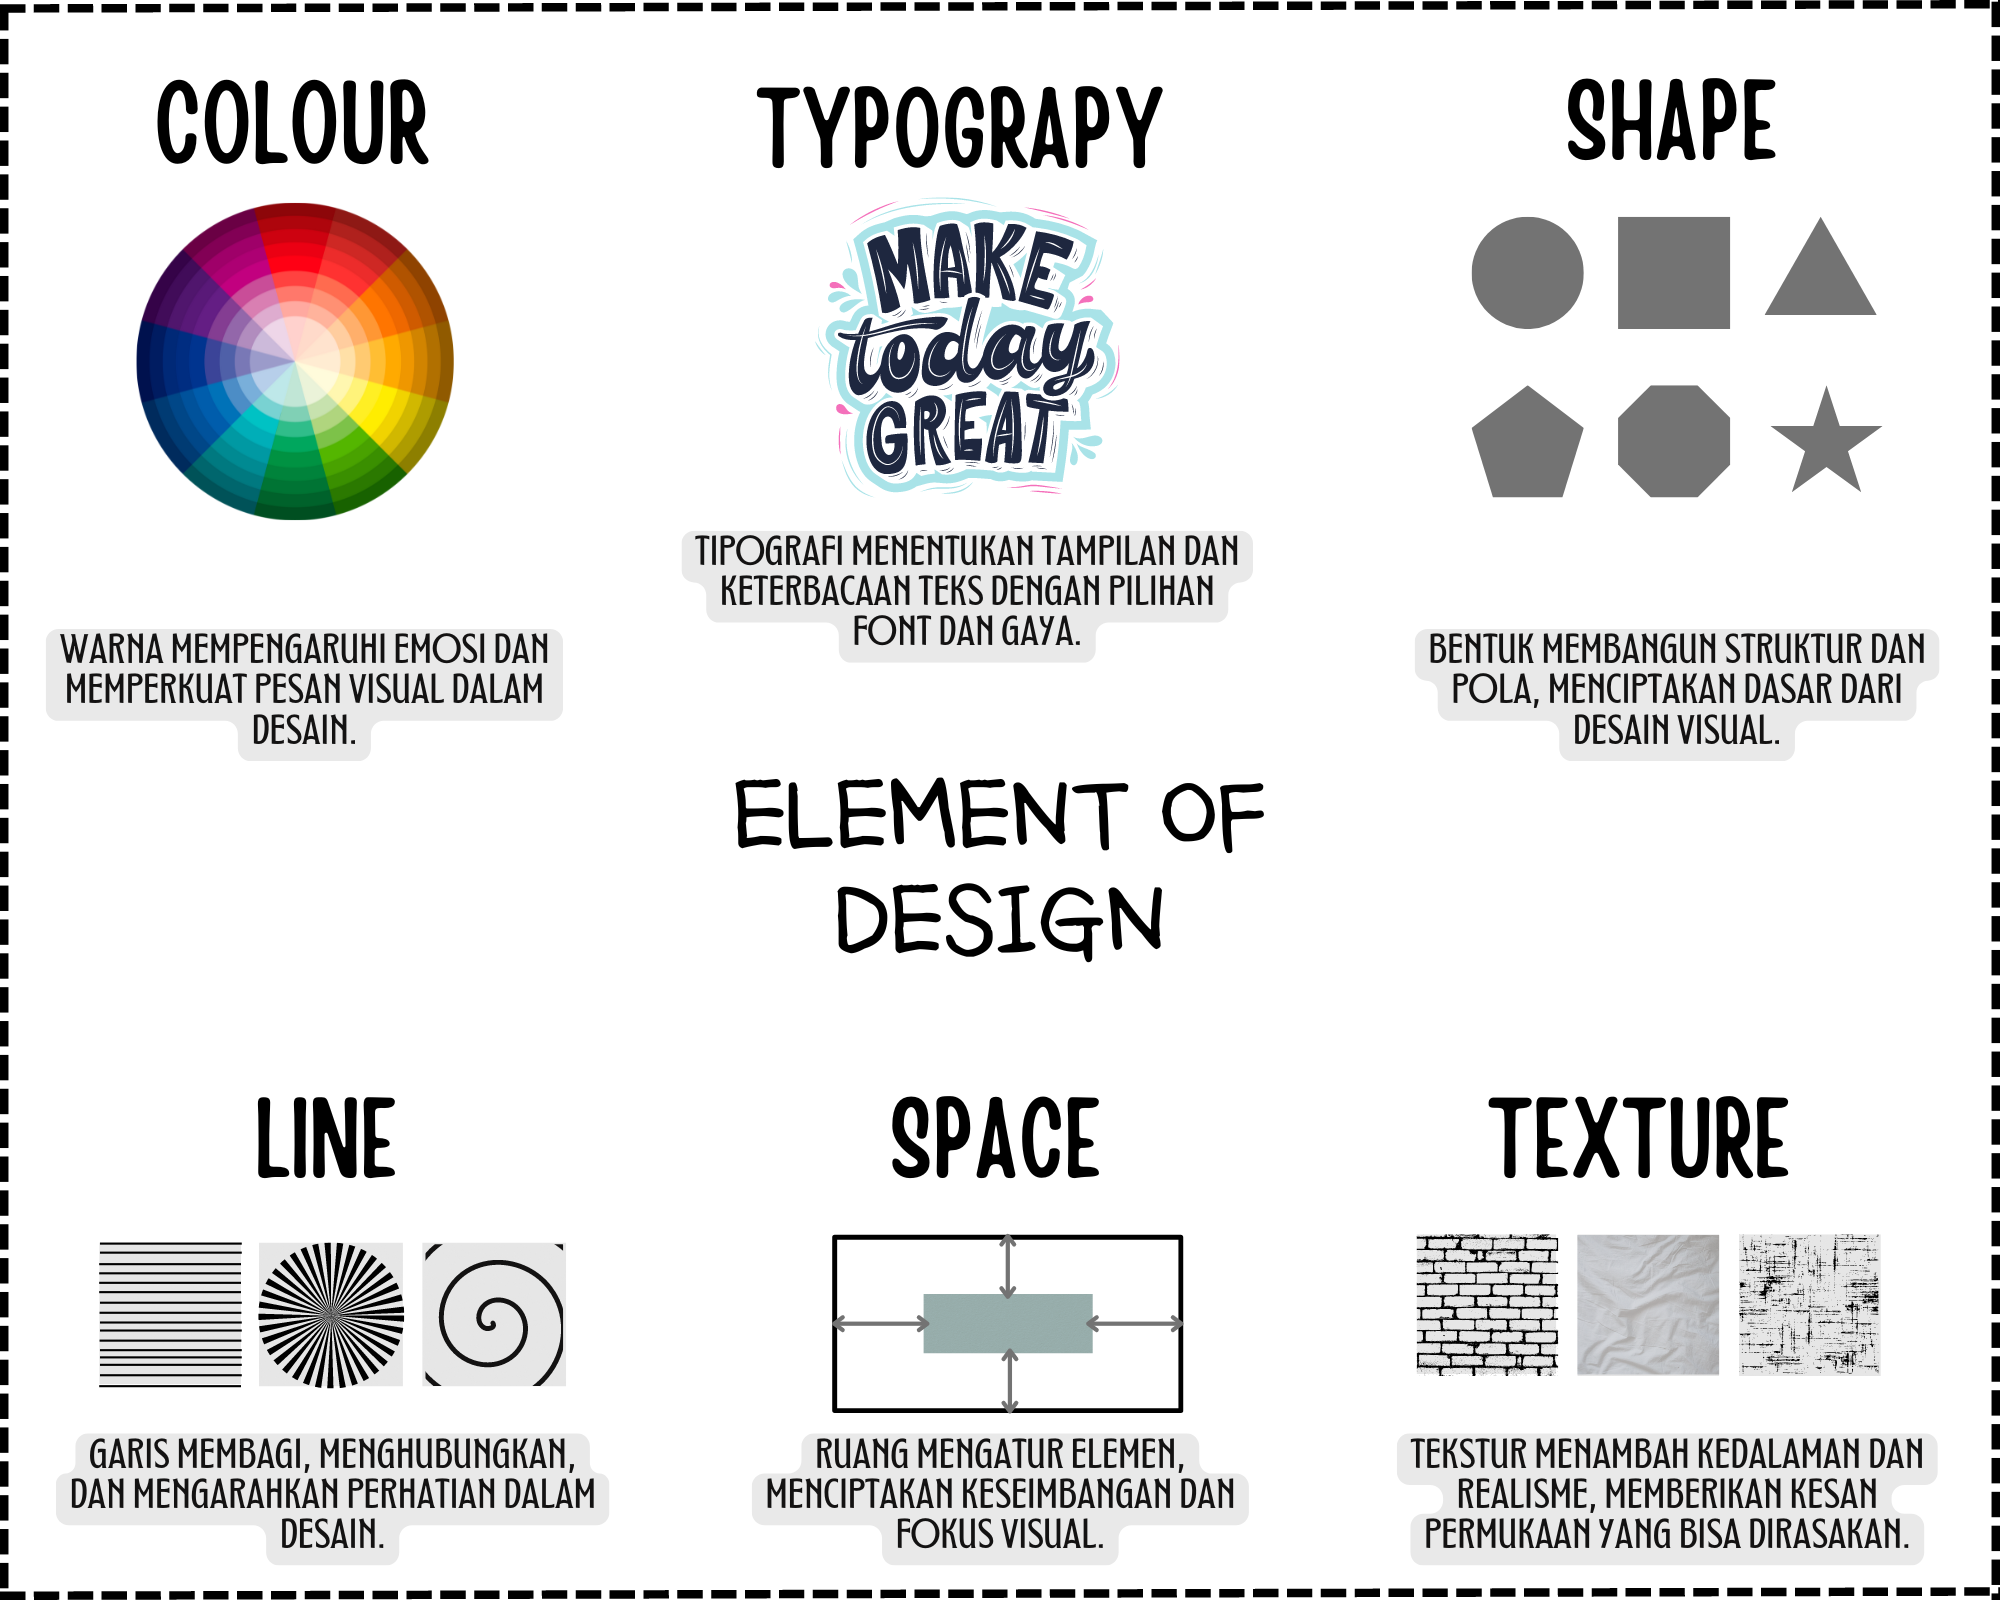 COLOUR
TYPOGRAPY
SHAPE
MAKE
today
GREAT
WARNA MEMPENGARUHI EMOSI DAN
MEMPERKUAT PESAN VISUAL DALAM
DESAIN.
TIPOGRAFI MENENTUKAN TAMPILAN DAN
KETERBACAAN TEKS DENGAN PILIHAN
FONT DAN GAYA.
BENTUK MEMBANGUN STRUKTUR DAN
POLA, MENCIPTAKAN DASAR DARI
DESAIN VISUAL.
ELEMENT OF
DESIGN
LINE
SPACE
TEXTURE
GARIS MEMBAGI, MENGHUBUNGKAN,
DAN MENGARAHKAN PERHATIAN DALAM
DESAIN.
RUANG MENGATUR ELEMEN,
MENCIPTAKAN KESEIMBANGAN DAN
FOKUS VISUAL.
TEKSTUR MENAMBAH KEDALAMAN DAN
REALISME, MEMBERIKAN KESAN
PERMUKAAN YANG BISA DIRASAKAN.